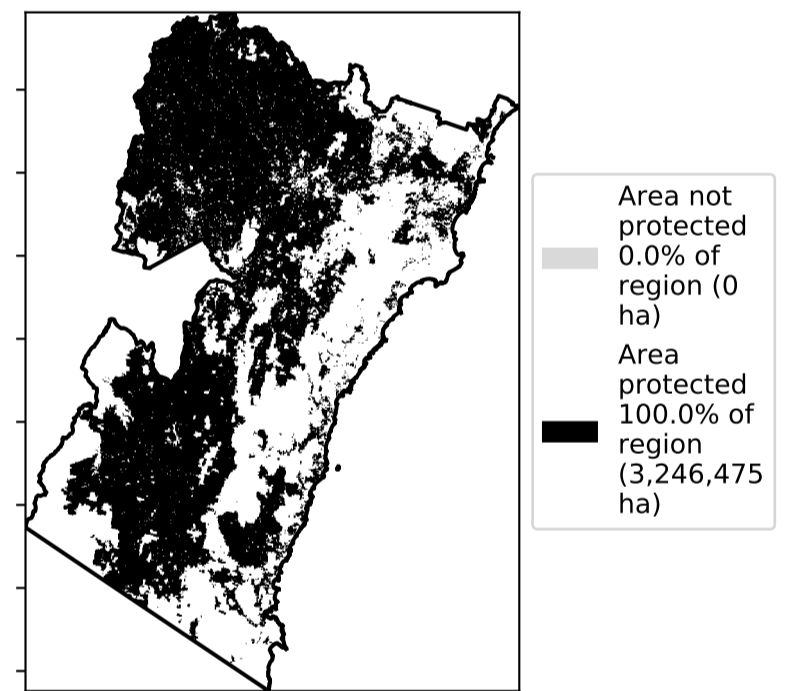 Area not
protected
0.0% of
region (0
ha)
Area
protected
100.0% of
region
(3,246,475
ha)